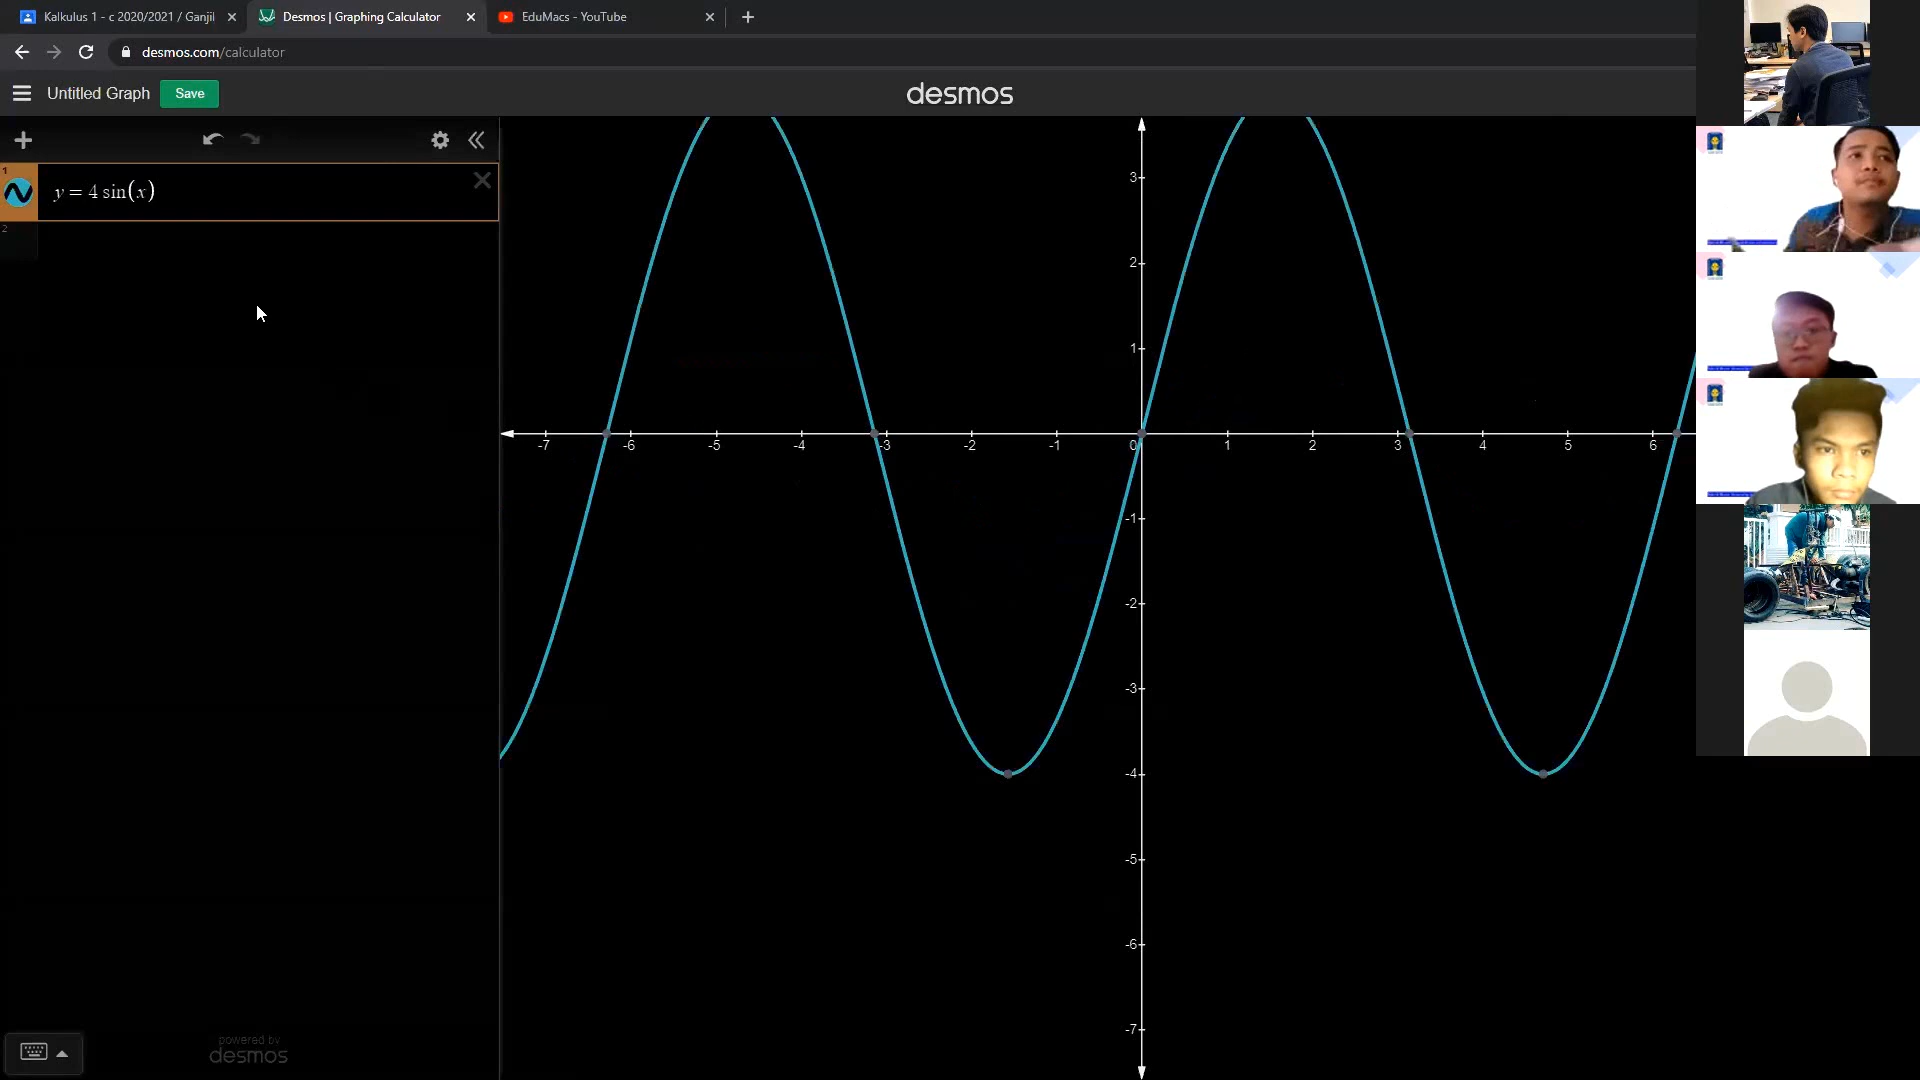 Kalkulus 1 - c 2020/2021 / Ganjil
Desmos | Graphing Calculator
EduMacs - YouTube
desmos.com/calculator
Untitled Graph
Save
desmos
1
y = 4 sin(x)
2
3
2
1
-7 -6 -5 -4 -3 -2 -1 0 1 2 3 4 5 6
-1
-2
-3
-4
-5
-6
-7
powered by
desmos